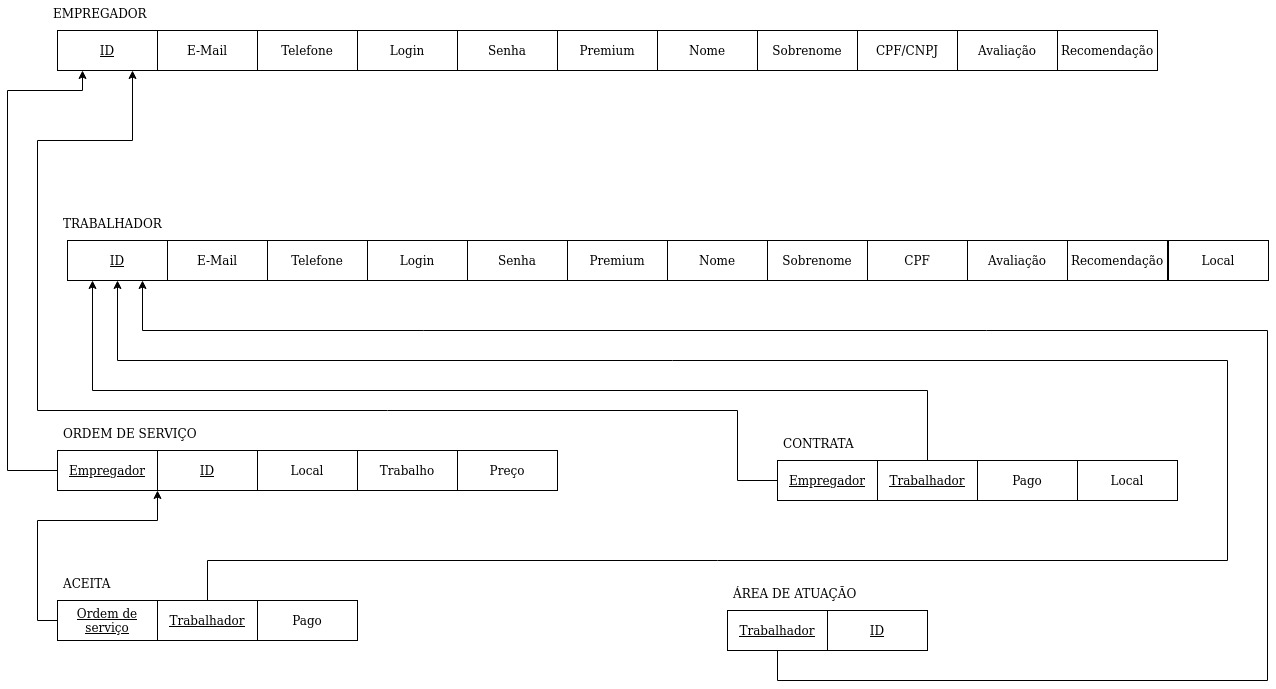 EMPREGADOR
ID E-Mail Telefone Login Senha Premium Nome Sobrenome CPF/CNPJ Avaliação Recomendação
TRABALHADOR
ID E-Mail Telefone Login Senha Premium Nome Sobrenome CPF Avaliação Recomendação Local
ORDEM DE SERVIÇO
Empregador ID Local Trabalho Preço
CONTRATA
Empregador Trabalhador Pago Local
ACEITA
Ordem de
serviço Trabalhador Pago
ÁREA DE ATUAÇÃO
Trabalhador ID